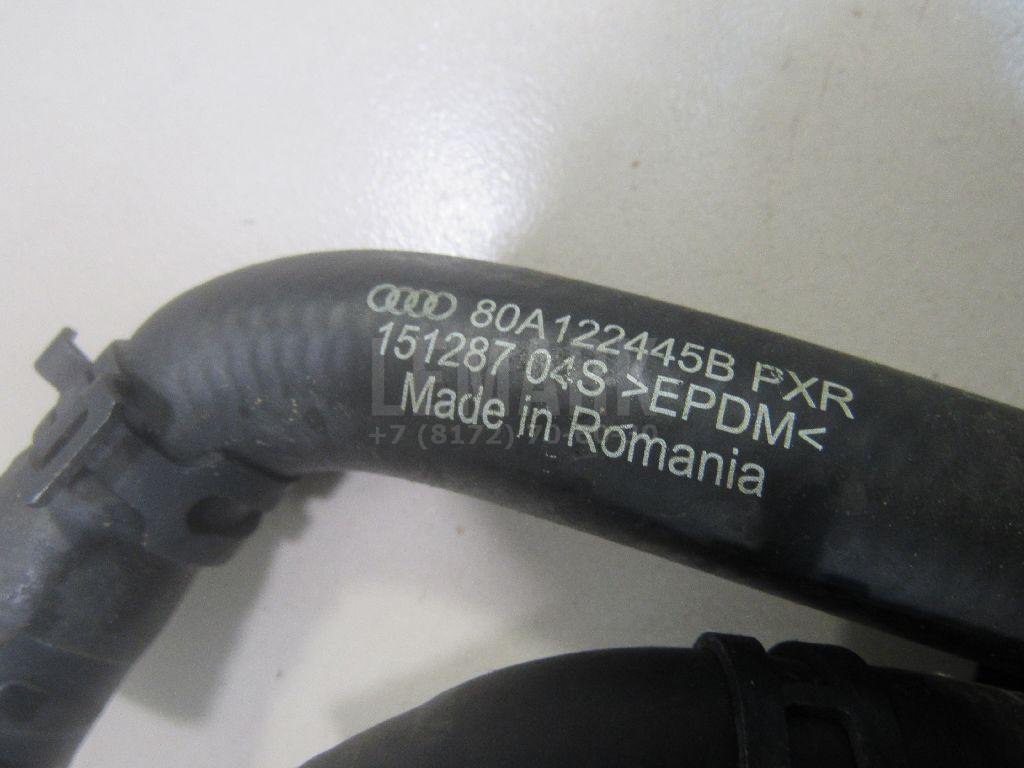 80A122445B PXR
151287 04S >EPDM<
Made in Romania